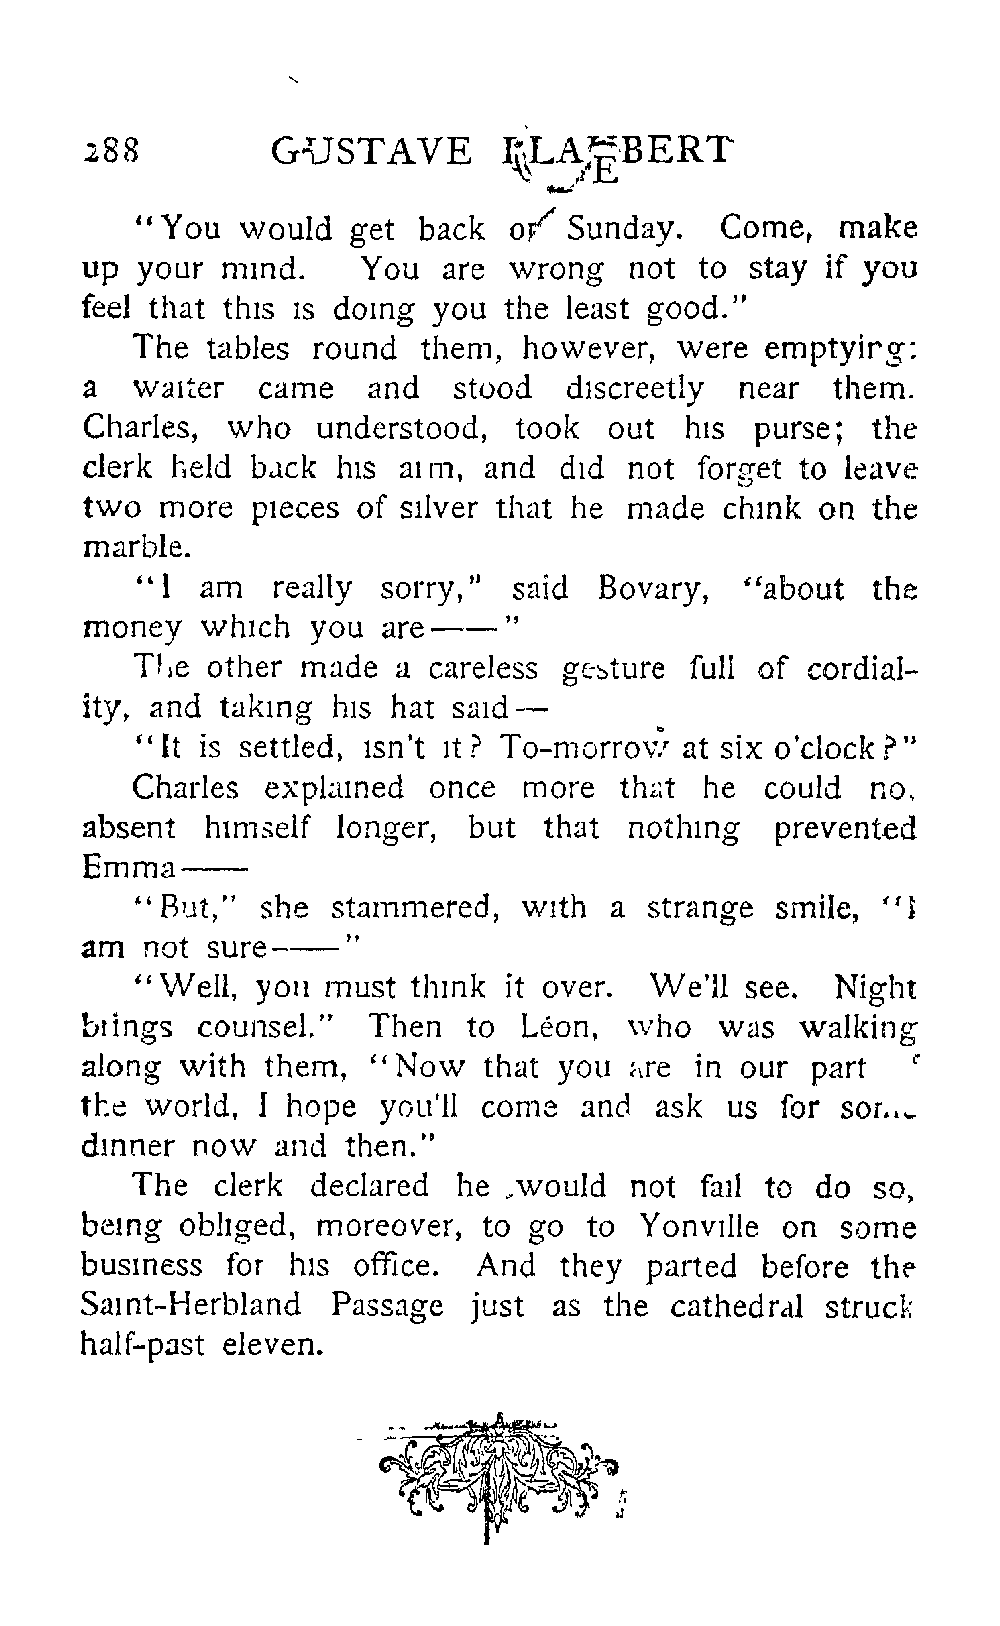 288 GUSTAVE FLAUBERT
"You would get back on Sunday. Come, make
up your mind. You are wrong not to stay if you
feel that this is doing you the least good."
The tables round them, however, were emptying:
a waiter came and stood discreetly near them.
Charles, who understood, took out his purse; the
clerk held back his arm, and did not forget to leave
two more pieces of silver that he made chink on the
marble.
"I am really sorry," said Bovary, "about the
money which you are——"
The other made a careless gesture full of cordial-
ity, and taking his hat said—
"It is settled, isn't it? To-morrow at six o'clock?"
Charles explained once more that he could no,
absent himself longer, but that nothing prevented
Emma——
"But," she stammered, with a strange smile, "I
am not sure——"
"Well, you must think it over. We'll see. Night
brings counsel." Then to Léon, who was walking
along with them, "Now that you are in our part
the world, I hope you'll come and ask us for some
dinner now and then."
The clerk declared he would not fail to do so,
being obliged, moreover, to go to Yonville on some
business for his office. And they parted before the
Saint-Herbland Passage just as the cathedral struck
half-past eleven.